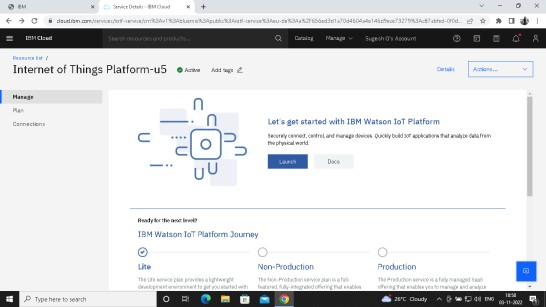 IBM
Service Details - IBM Cloud
IBM Cloud
Search resources and products...
Catalog
Manage
Sugesh O's Account
Resource list /
Internet of Things Platform-u5
Active
Add tags
Details
Actions...
Manage
Plan
Connections
Let's get started with IBM Watson IoT Platform
Securely connect, control, and manage devices. Quickly build IoT applications that analyze data from
the physical world.
Launch
Docs
Ready for the next level?
IBM Watson IoT Platform Journey
Lite
Non-Production
Production
The Lite service plan provides a lightweight
development environment to get you started with
The Non-Production service plan is a full-
featured, fully-integrated offering that enables
The Production service is a fully managed SaaS
offering that enables you to manage and analyze
Type here to search
26°C Cloudy
ENG
18:58
03-11-2022